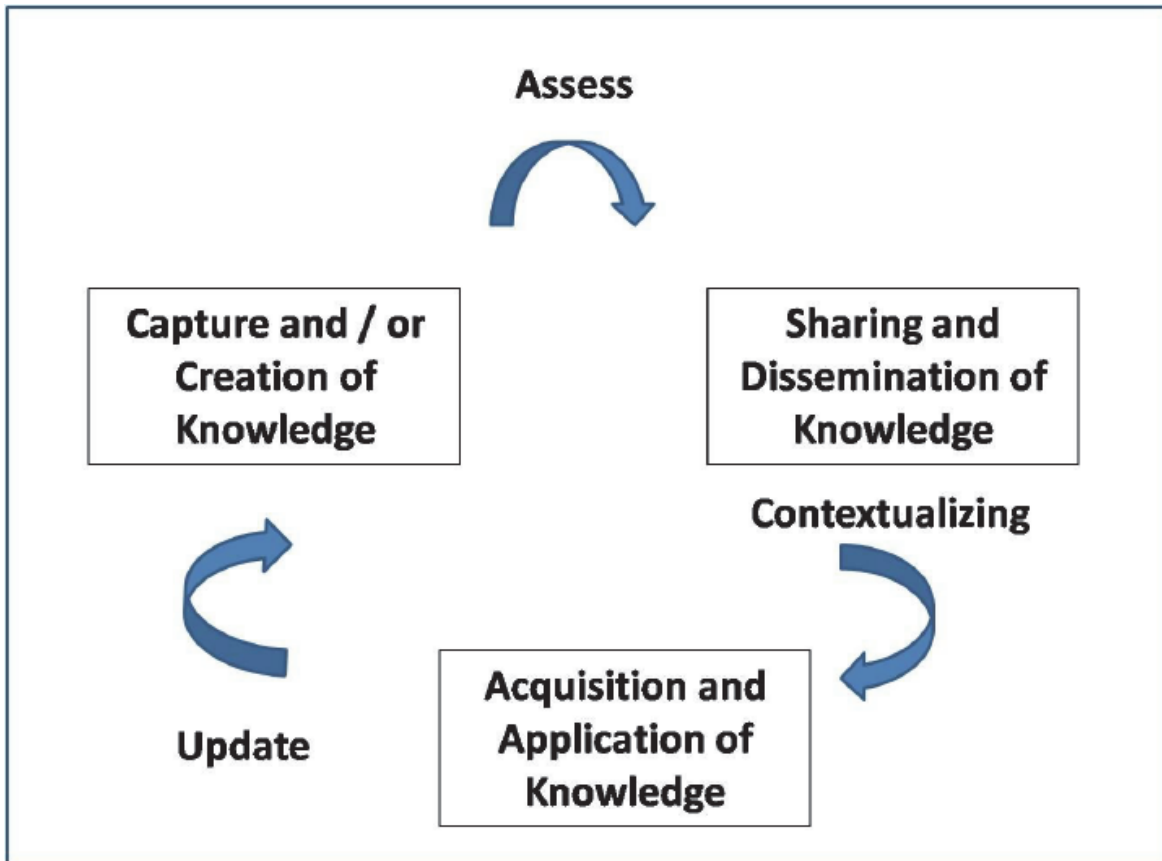 Assess
Capture and / or
Creation of
Knowledge
Sharing and
Dissemination of
Knowledge
Contextualizing
Acquisition and
Application of
Knowledge
Update